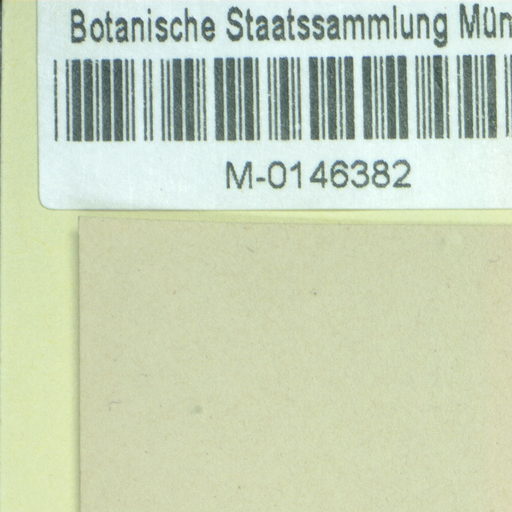 Botanische Staatssammlung Mün
M-0146382